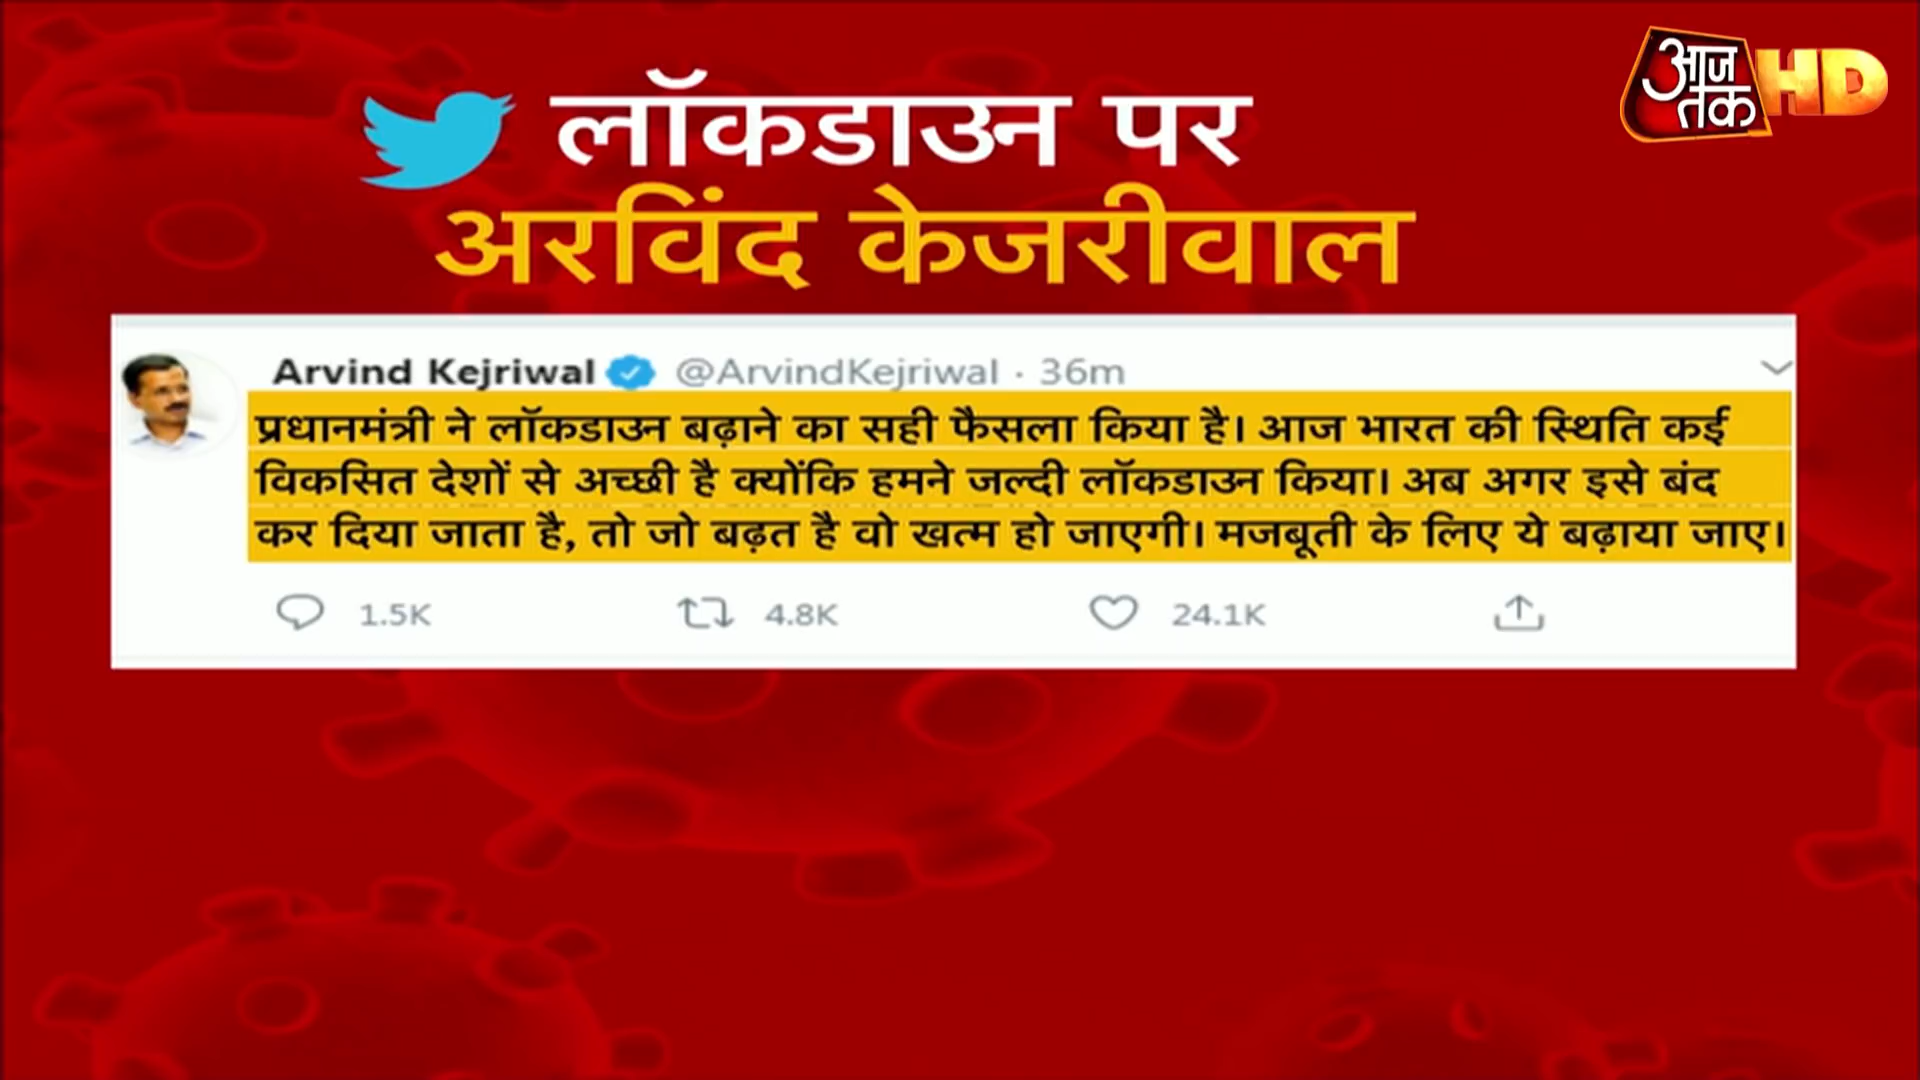 आज तक HD
लॉकडाउन पर
अरविंद केजरीवाल
Arvind Kejriwal @ArvindKejriwal · 36m
प्रधानमंत्री ने लॉकडाउन बढ़ाने का सही फैसला किया है। आज भारत की स्थिति कई
विकसित देशों से अच्छी है क्योंकि हमने जल्दी लॉकडाउन किया। अब अगर इसे बंद
कर दिया जाता है, तो जो बढ़त है वो खत्म हो जाएगी। मजबूती के लिए ये बढ़ाया जाए।
1.5K 4.8K 24.1K